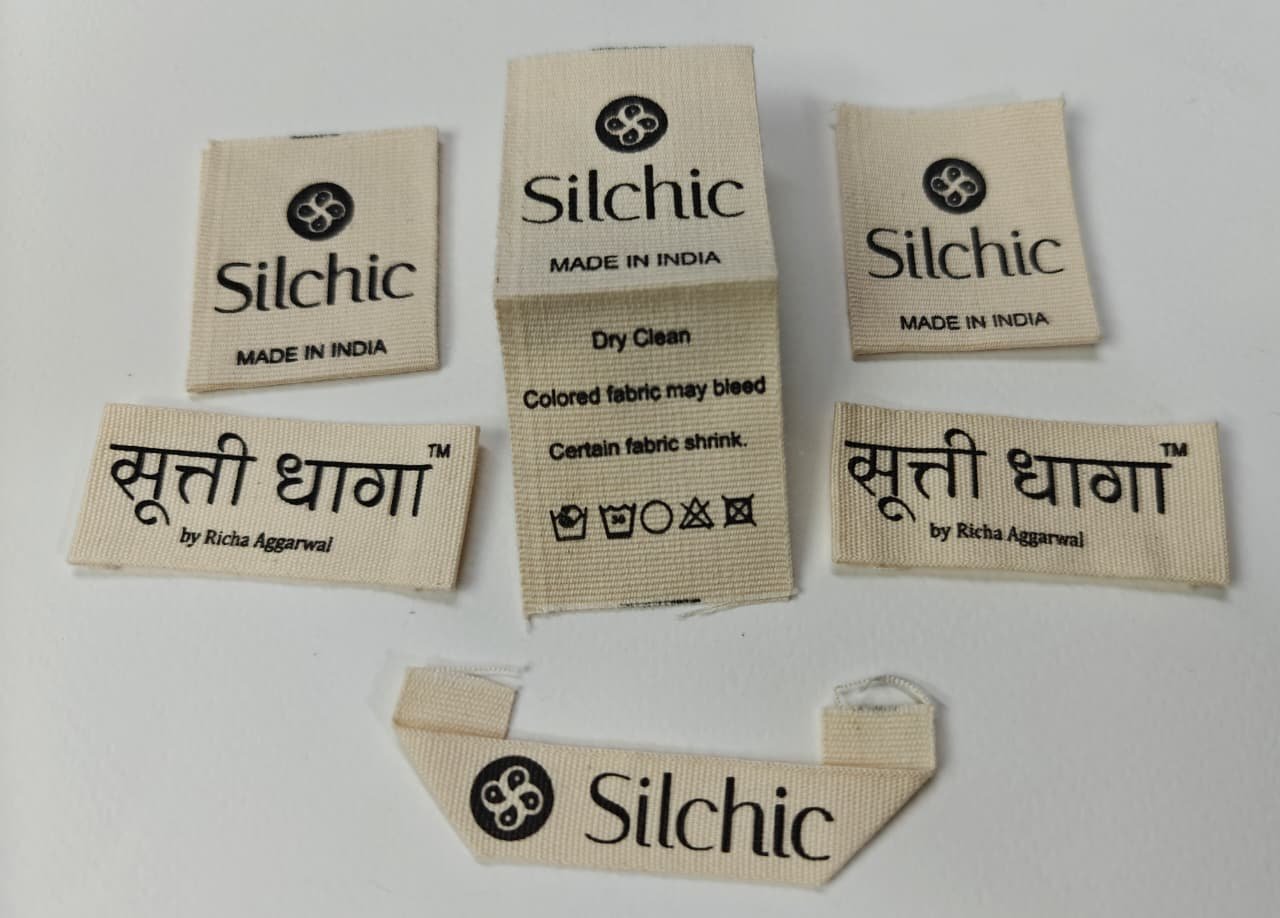 Silchic
MADE IN INDIA
Silchic
MADE IN INDIA
Dry Clean
Colored fabric may bleed
Certain fabric shrink.
30
Silchic
MADE IN INDIA
सूत्ती धागा TM
by Richa Aggarwal
सूत्ती धागा TM
by Richa Aggarwal
Silchic